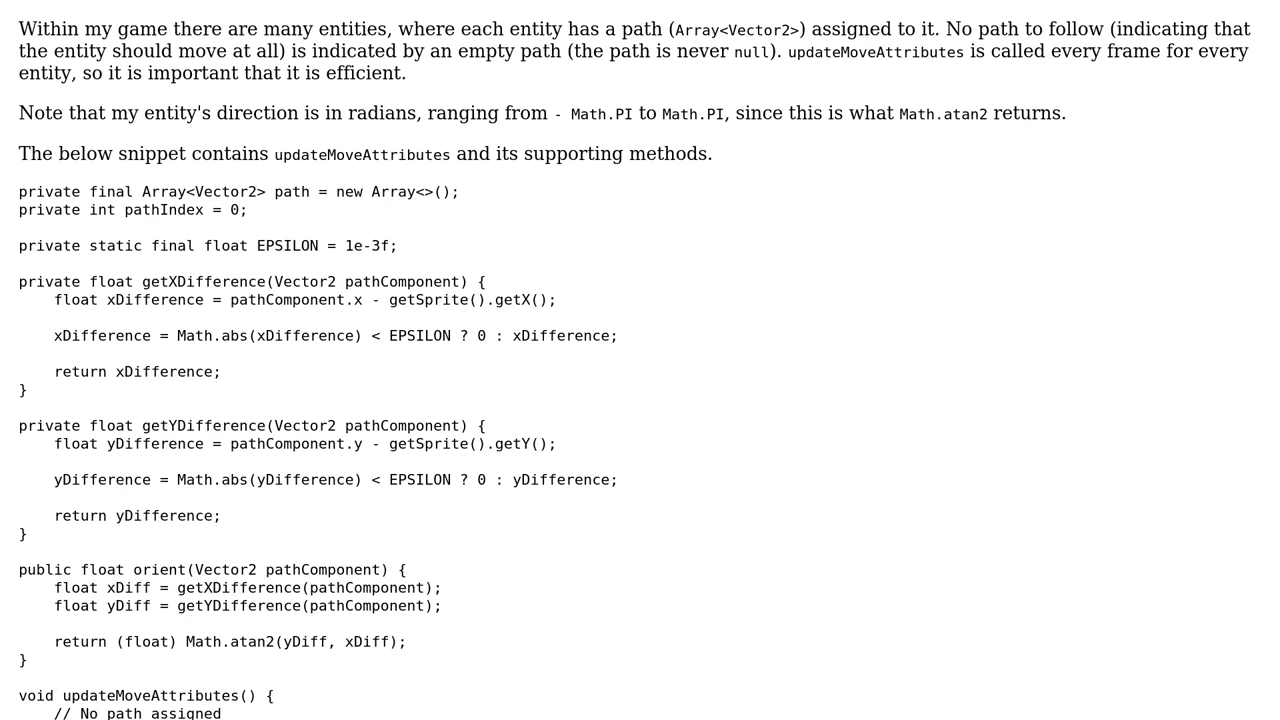 Within my game there are many entities, where each entity has a path (Array<Vector2>) assigned to it. No path to follow (indicating that
the entity should move at all) is indicated by an empty path (the path is never null). updateMoveAttributes is called every frame for every
entity, so it is important that it is efficient.
Note that my entity's direction is in radians, ranging from - Math.PI to Math.PI, since this is what Math.atan2 returns.
The below snippet contains updateMoveAttributes and its supporting methods.
private final Array<Vector2> path = new Array<>();
private int pathIndex = 0;
private static final float EPSILON = 1e-3f;
private float getXDifference(Vector2 pathComponent) {
    float xDifference = pathComponent.x - getSprite().getX();
    xDifference = Math.abs(xDifference) < EPSILON ? 0 : xDifference;
    return xDifference;
}
private float getYDifference(Vector2 pathComponent) {
    float yDifference = pathComponent.y - getSprite().getY();
    yDifference = Math.abs(yDifference) < EPSILON ? 0 : yDifference;
    return yDifference;
}
public float orient(Vector2 pathComponent) {
    float xDiff = getXDifference(pathComponent);
    float yDiff = getYDifference(pathComponent);
    return (float) Math.atan2(yDiff, xDiff);
}
void updateMoveAttributes() {
    // No path assigned